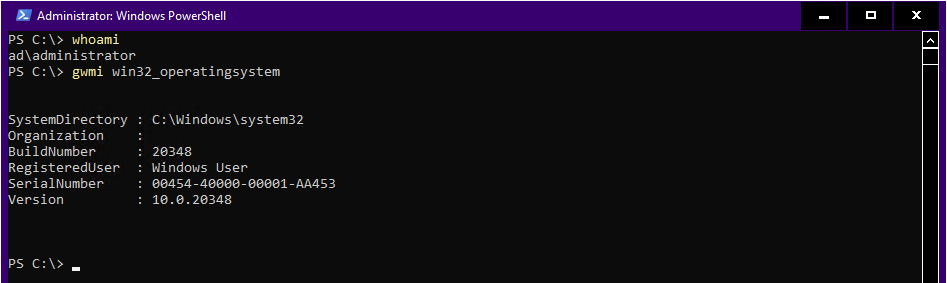 Administrator: Windows PowerShell
PS C:\> whoami
ad\administrator
PS C:\> gwmi win32_operatingsystem
SystemDirectory : C:\Windows\system32
Organization    :
BuildNumber     : 20348
RegisteredUser  : Windows User
SerialNumber    : 00454-40000-00001-AA453
Version         : 10.0.20348
PS C:\>